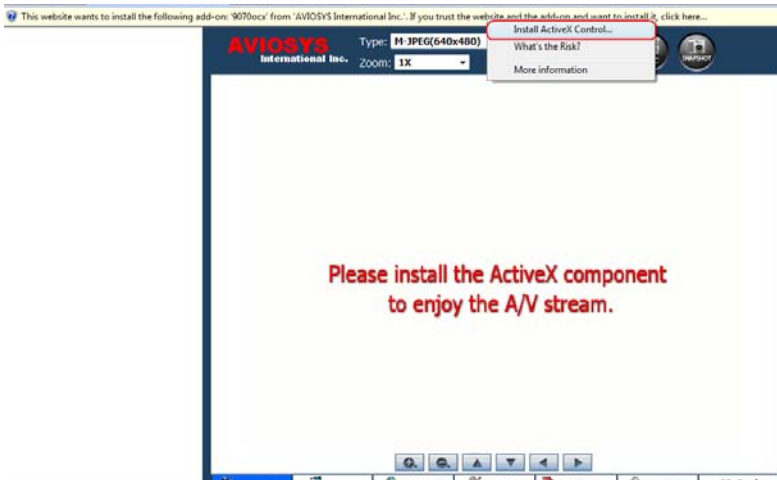 This website wants to install the following add-on: '9070ocx' from 'AVIOSYS International Inc.'. If you trust the website and the add-on and want to install it, click here...
Install ActiveX Control...
What's the Risk?
More information
AVIOSYS
International Inc.
Type: M-JPEG(640x480)
Zoom: 1X
SNAPSHOT
Please install the ActiveX component
to enjoy the A/V stream.